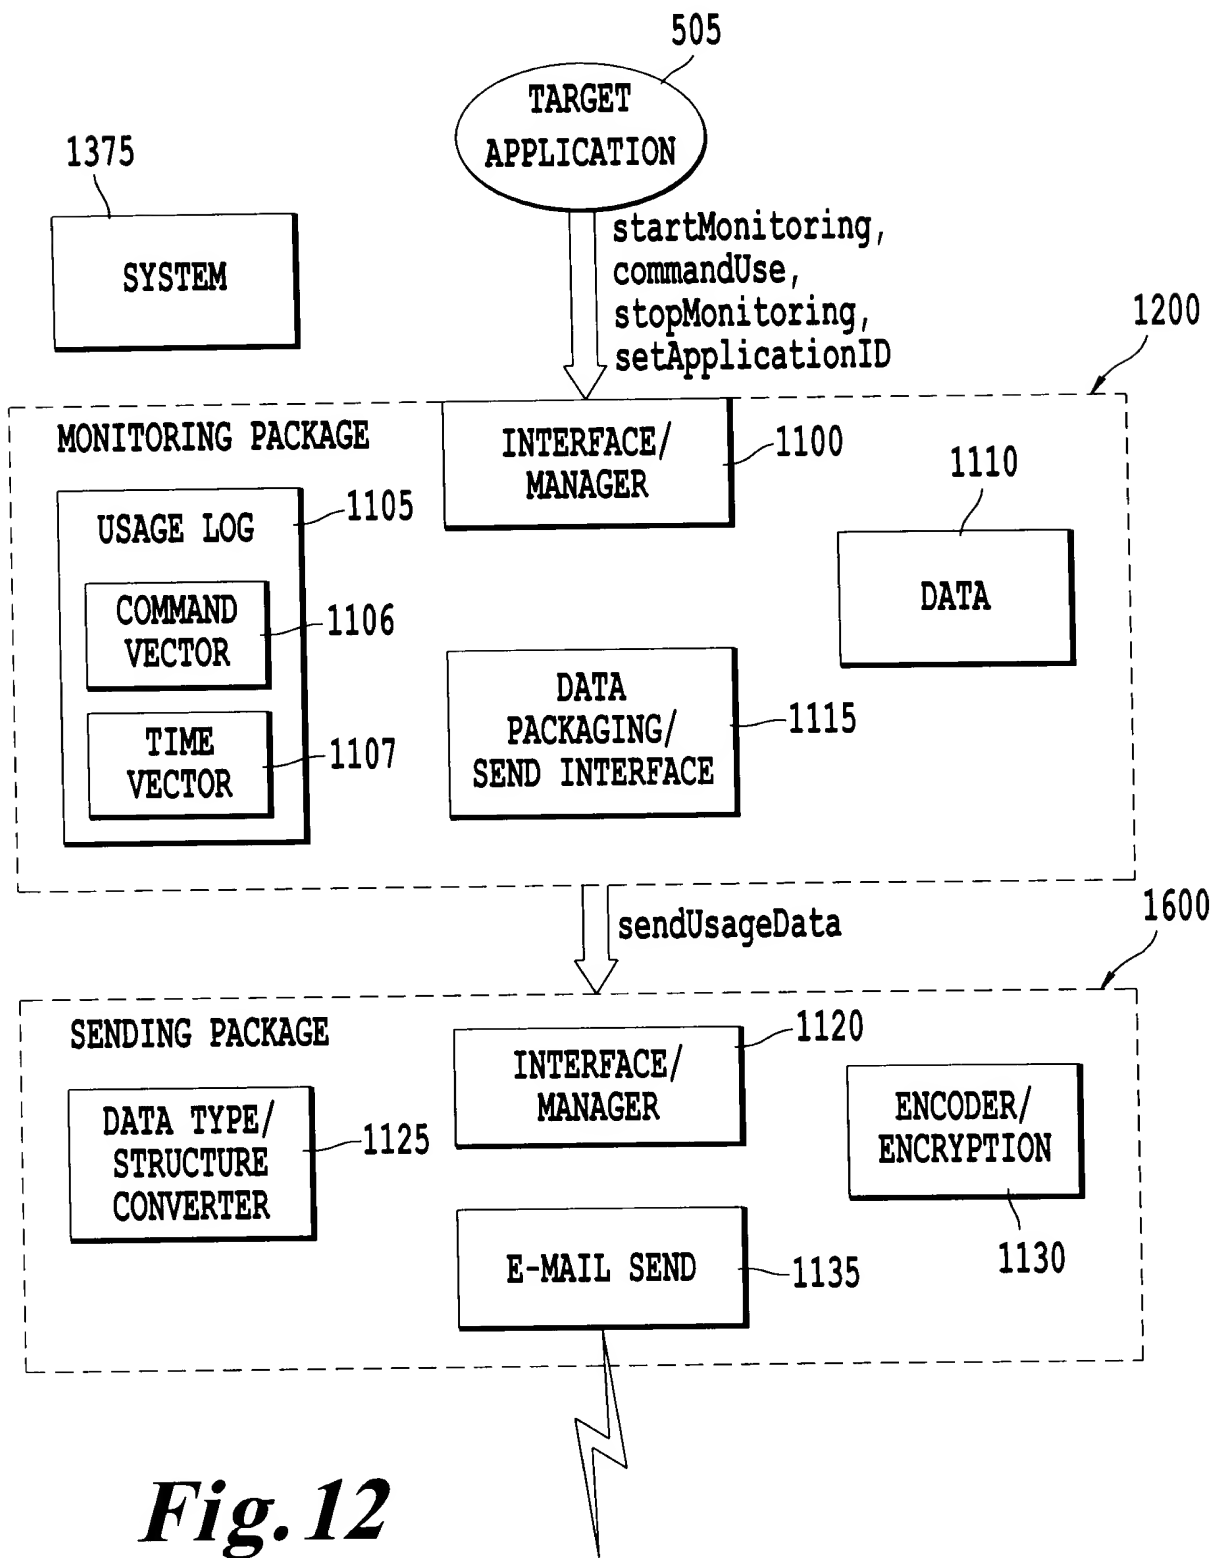 505
TARGET
APPLICATION
1375
SYSTEM
startMonitoring,
commandUse,
stopMonitoring,
setApplicationID
1200
MONITORING PACKAGE
INTERFACE/
MANAGER
1100
1110
USAGE LOG
1105
DATA
COMMAND
VECTOR
1106
DATA
PACKAGING/
SEND INTERFACE
1115
TIME
VECTOR
1107
sendUsageData
1600
SENDING PACKAGE
INTERFACE/
MANAGER
1120
DATA TYPE/
STRUCTURE
CONVERTER
1125
ENCODER/
ENCRYPTION
1130
E-MAIL SEND
1135
Fig. 12